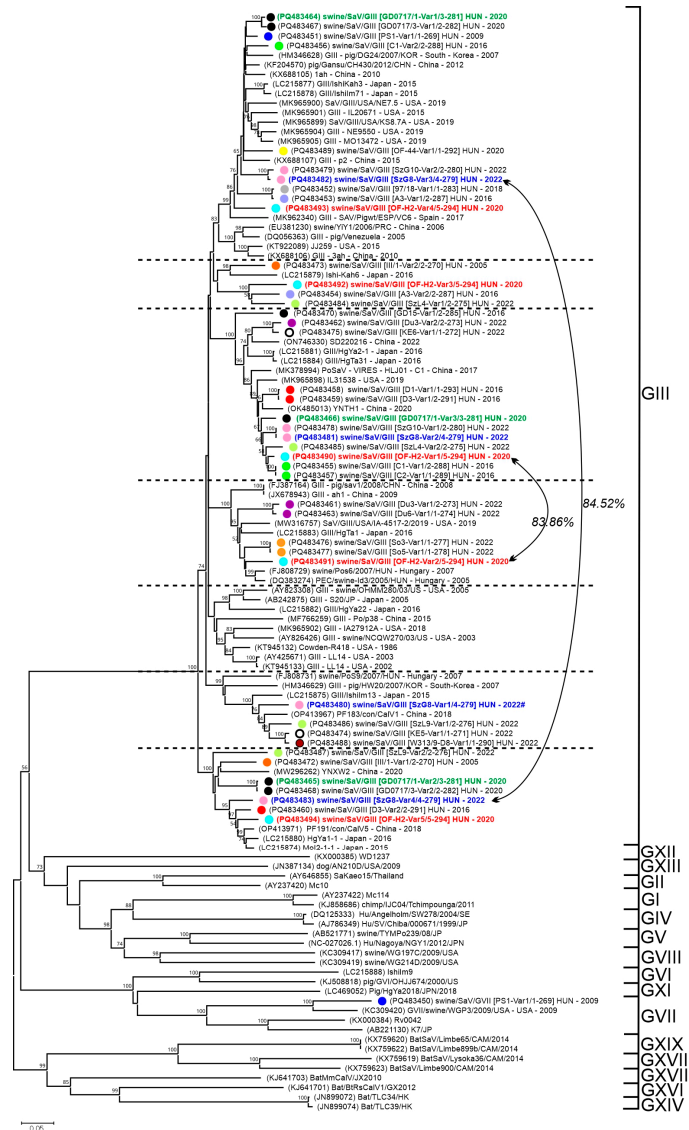 (PQ483464) swine/SaV/GIII [GD0717/1-Var1/3-281] HUN - 2020
(PQ483467) swine/SaV/GIII [GD0717/2-Var1/2-282] HUN - 2020
(PQ483451) swine/SaV/GIII [PS1-Var1/1-269] HUN - 2009
(PQ483456) swine/SaV/GIII [C1-Var2/2-288] HUN - 2016
(HM346628) GIII - pig/DG24/2007/KOR - South-Korea - 2007
(KF204570) pig/Gansu/CH430/2012/CHN - China - 2012
(KX688105) 1ah - China - 2010
(LC215877) GIII/IshiKah3 - Japan - 2015
(LC215878) GIII/Ishilm71 - Japan - 2015
(MK965900) SaV/GIII/USA/NE7.5 - USA - 2019
(MK965901) GIII - IL20671 - USA - 2015
(MK965899) SaV/GIII/USA/KS8.7A - USA - 2019
(MK965904) GIII - NE9550 - USA - 2019
(MK965905) GIII - MO13472 - USA - 2019
(PQ483489) swine/SaV/GIII [OF-44-Var1/1-292] HUN - 2020
(KX688107) GIII - p2 - China - 2015
(PQ483479) swine/SaV/GIII [SzG10-Var2/2-280] HUN - 2022
(PQ483482) swine/SaV/GIII [SzG8-Var3/4-279] HUN - 2022
(PQ483452) swine/SaV/GIII [97/18-Var1/1-283] HUN - 2018
(PQ483453) swine/SaV/GIII [A3-Var1/2-287] HUN - 2016
(PQ483493) swine/SaV/GIII [OF-H2-Var4/5-294] HUN - 2020
(MK962340) GIII - SAV/Pigwt/ESP/VC6 - Spain - 2017
(EU381230) swine/YiY1/2006/PRC - China - 2006
(DQ056363) GIII - pig/Venezuela - 2005
(KT922089) JJ259 - USA - 2015
(KX688106) GIII - 3ah - China - 2010
(PQ483473) swine/SaV/GIII [III/1-Var2/2-270] HUN - 2005
(LC215879) Ishi-Kah6 - Japan - 2016
(PQ483492) swine/SaV/GIII [OF-H2-Var3/5-294] HUN - 2020
(PQ483454) swine/SaV/GIII [A3-Var2/2-287] HUN - 2016
(PQ483484) swine/SaV/GIII [SzL4-Var1/2-275] HUN - 2022
(PQ483470) swine/SaV/GIII [GD15-Var1/2-285] HUN - 2016
(PQ483462) swine/SaV/GIII [Du3-Var2/2-273] HUN - 2022
(PQ483475) swine/SaV/GIII [KE6-Var1/1-272] HUN - 2022
(ON746330) SD220216 - China - 2022
(LC215881) GIII/HgYa2-1 - Japan - 2016
(LC215884) GIII/HgTa31 - Japan - 2016
(MK378994) PoSaV - VIRES - HLJ01 - C1 - China - 2017
(MK965898) IL31538 - USA - 2019
(PQ483458) swine/SaV/GIII [D1-Var1/1-293] HUN - 2016
(PQ483459) swine/SaV/GIII [D3-Var1/2-291] HUN - 2016
(OK485013) YNTH1 - China - 2020
(PQ483466) swine/SaV/GIII [GD0717/1-Var3/3-281] HUN - 2020
(PQ483478) swine/SaV/GIII [SzG10-Var1/2-280] HUN - 2022
(PQ483481) swine/SaV/GIII [SzG8-Var2/4-279] HUN - 2022
(PQ483485) swine/SaV/GIII [SzL4-Var2/2-275] HUN - 2022
(PQ483490) swine/SaV/GIII [OF-H2-Var1/5-294] HUN - 2020
(PQ483455) swine/SaV/GIII [C1-Var1/2-288] HUN - 2016
(PQ483457) swine/SaV/GIII [C2-Var1/1-289] HUN - 2016
(FJ387164) GIII - pig/sav1/2008/CHN - China - 2008
(JX678943) GIII - ah1 - China - 2009
(PQ483461) swine/SaV/GIII [Du3-Var1/2-273] HUN - 2022
(PQ483463) swine/SaV/GIII [Du6-Var1/1-274] HUN - 2022
(MW316757) SaV/GIII/USA/IA-4517-2/2019 - USA - 2019
(LC215883) GIII/HgTa1 - Japan - 2016
(PQ483476) swine/SaV/GIII [So3-Var1/1-277] HUN - 2022
(PQ483477) swine/SaV/GIII [So5-Var1/1-278] HUN - 2022
(PQ483491) swine/SaV/GIII [OF-H2-Var2/5-294] HUN - 2020
(FJ808729) swine/Pos6/2007/HUN - Hungary - 2007
(DQ383274) PEC/swine-Id3/2005/HUN - Hungary - 2005
(AY823308) GIII - swine/OHMM280/03/US - USA - 2005
(AB242875) GIII - S20/JP - Japan - 2005
(LC215882) GIII/HgYa22 - Japan - 2016
(MF766259) GIII - Po/p38 - China - 2015
(MK965902) GIII - IA27912A - USA - 2018
(AY826426) GIII - swine/NCQW270/03/US - USA - 2003
(KT945132) Cowden-R418 - USA - 1986
(AY425671) GIII - LL14 - USA - 2003
(KT945133) GIII - LL14 - USA - 2002
(FJ808731) swine/PoS9/2007/HUN - Hungary - 2007
(HM346629) GIII - pig/HW20/2007/KOR - South-Korea - 2007
(LC215875) GIII/Ishilm13 - Japan - 2015
(PQ483480) swine/SaV/GIII [SzG8-Var1/4-279] HUN - 2022#
(OP413967) PF183/con/CalV1 - China - 2018
(PQ483486) swine/SaV/GIII [SzL9-Var1/2-276] HUN - 2022
(PQ483474) swine/SaV/GIII [KE5-Var1/1-271] HUN - 2022
(PQ483488) swine/SaV/GIII [W313/9-D8-Var1/1-290] HUN - 2022
(PQ483487) swine/SaV/GIII [SzL9-Var2/2-276] HUN - 2022
(PQ483472) swine/SaV/GIII [III/1-Var1/2-270] HUN - 2005
(MW296262) YNXW2 - China - 2020
(PQ483465) swine/SaV/GIII [GD0717/1-Var2/3-281] HUN - 2020
(PQ483468) swine/SaV/GIII [GD0717/2-Var2/2-282] HUN - 2020
(PQ483483) swine/SaV/GIII [SzG8-Var4/4-279] HUN - 2022
(PQ483460) swine/SaV/GIII [D3-Var2/2-291] HUN - 2016
(PQ483494) swine/SaV/GIII [OF-H2-Var5/5-294] HUN - 2020
(OP413971) PF191/con/CalV5 - China - 2018
(LC215880) HgYa1-1 - Japan - 2016
(LC215874) MoI2-1-1 - Japan - 2015
GIII
84.52%
83.86%
(KX000385) WD1237
GXII
(JN387134) dog/AN210D/USA/2009
GXIII
(AY646855) SaKaeo15/Thailand
(AY237420) Mc10
GII
(AY237422) Mc114
(KJ858686) chimp/IJC04/Tchimpounga/2011
GI
(DQ125333) Hu/Angelholm/SW278/2004/SE
(AJ786349) Hu/SV/Chiba/000671/1999/JP
GIV
(AB521771) swine/TYMPo239/08/JP
(NC-027026.1) Hu/Nagoya/NGY1/2012/JPN
GV
(KC309417) swine/WG197C/2009/USA
(KC309419) swine/WG214D/2009/USA
GVIII
(LC215888) Ishilm9
(KJ508818) pig/GVI/OHJJ674/2000/US
GVI
(LC469052) Pig/HgYa2018/JPN/2018
GXI
(PQ483450) swine/SaV/GVII [PS1-Var1/1-269] HUN - 2009
(KC309420) GVII/swine/WGP3/2009/USA - USA - 2009
(KX000384) Rv0042
(AB221130) K7/JP
GVII
(KX759620) BatSaV/Limbe65/CAM/2014
(KX759622) BatSaV/Limbe899b/CAM/2014
GXIX
(KX759619) BatSaV/Lysoka36/CAM/2014
(KX759623) BatSaV/Limbe900/CAM/2014
GXVII
(KJ641703) BatMmCalV/JX2010
GXVII
(KJ641701) Bat/BtRsCalV1/GX2012
GXVI
(JN899072) Bat/TLC34/HK
(JN899074) Bat/TLC39/HK
GXIV
0.05